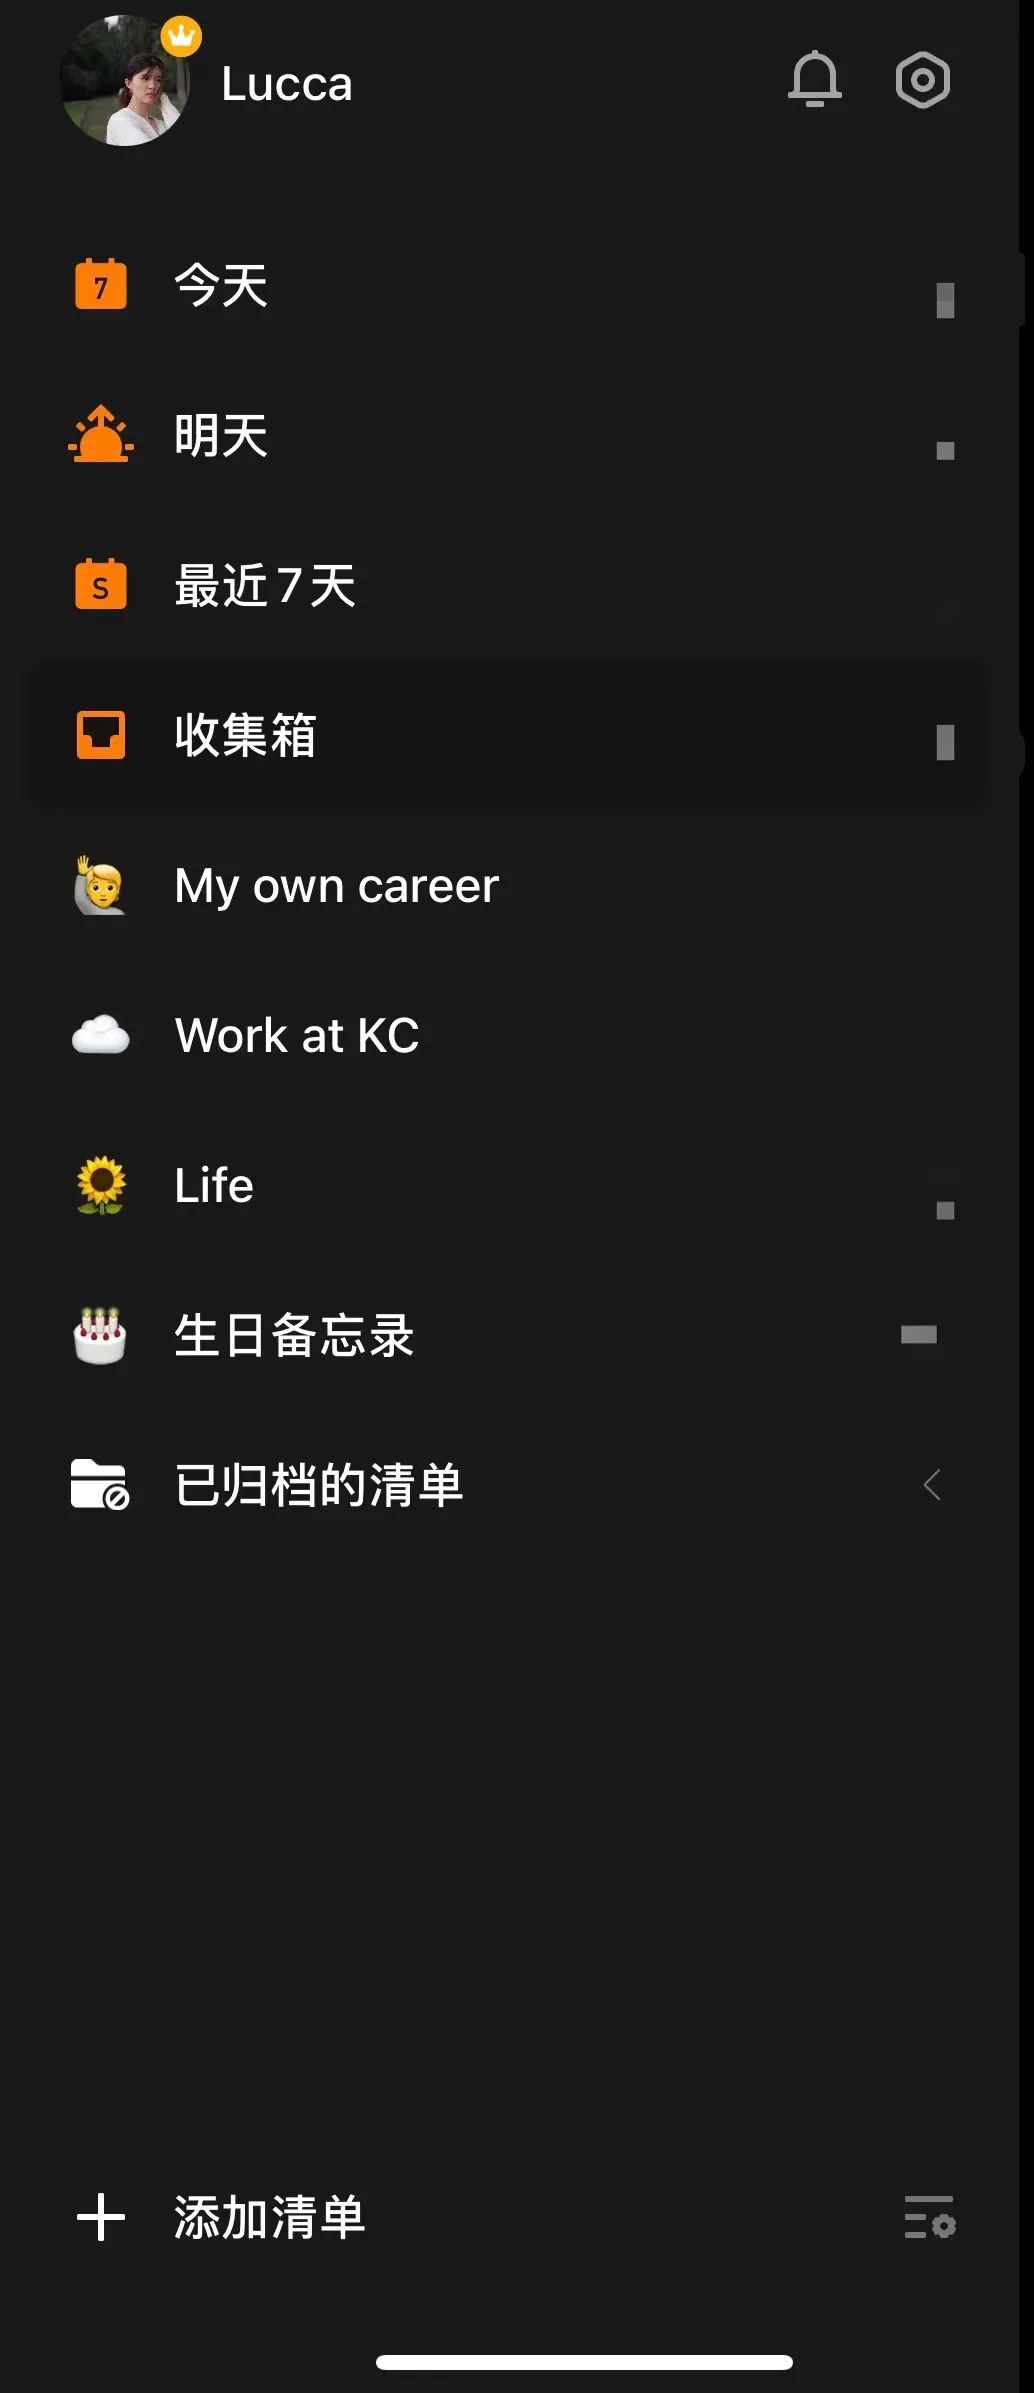 Lucca
7
今天
明天
S
最近7天
收集箱
My own career
Work at KC
Life
生日备忘录
已归档的清单
添加清单